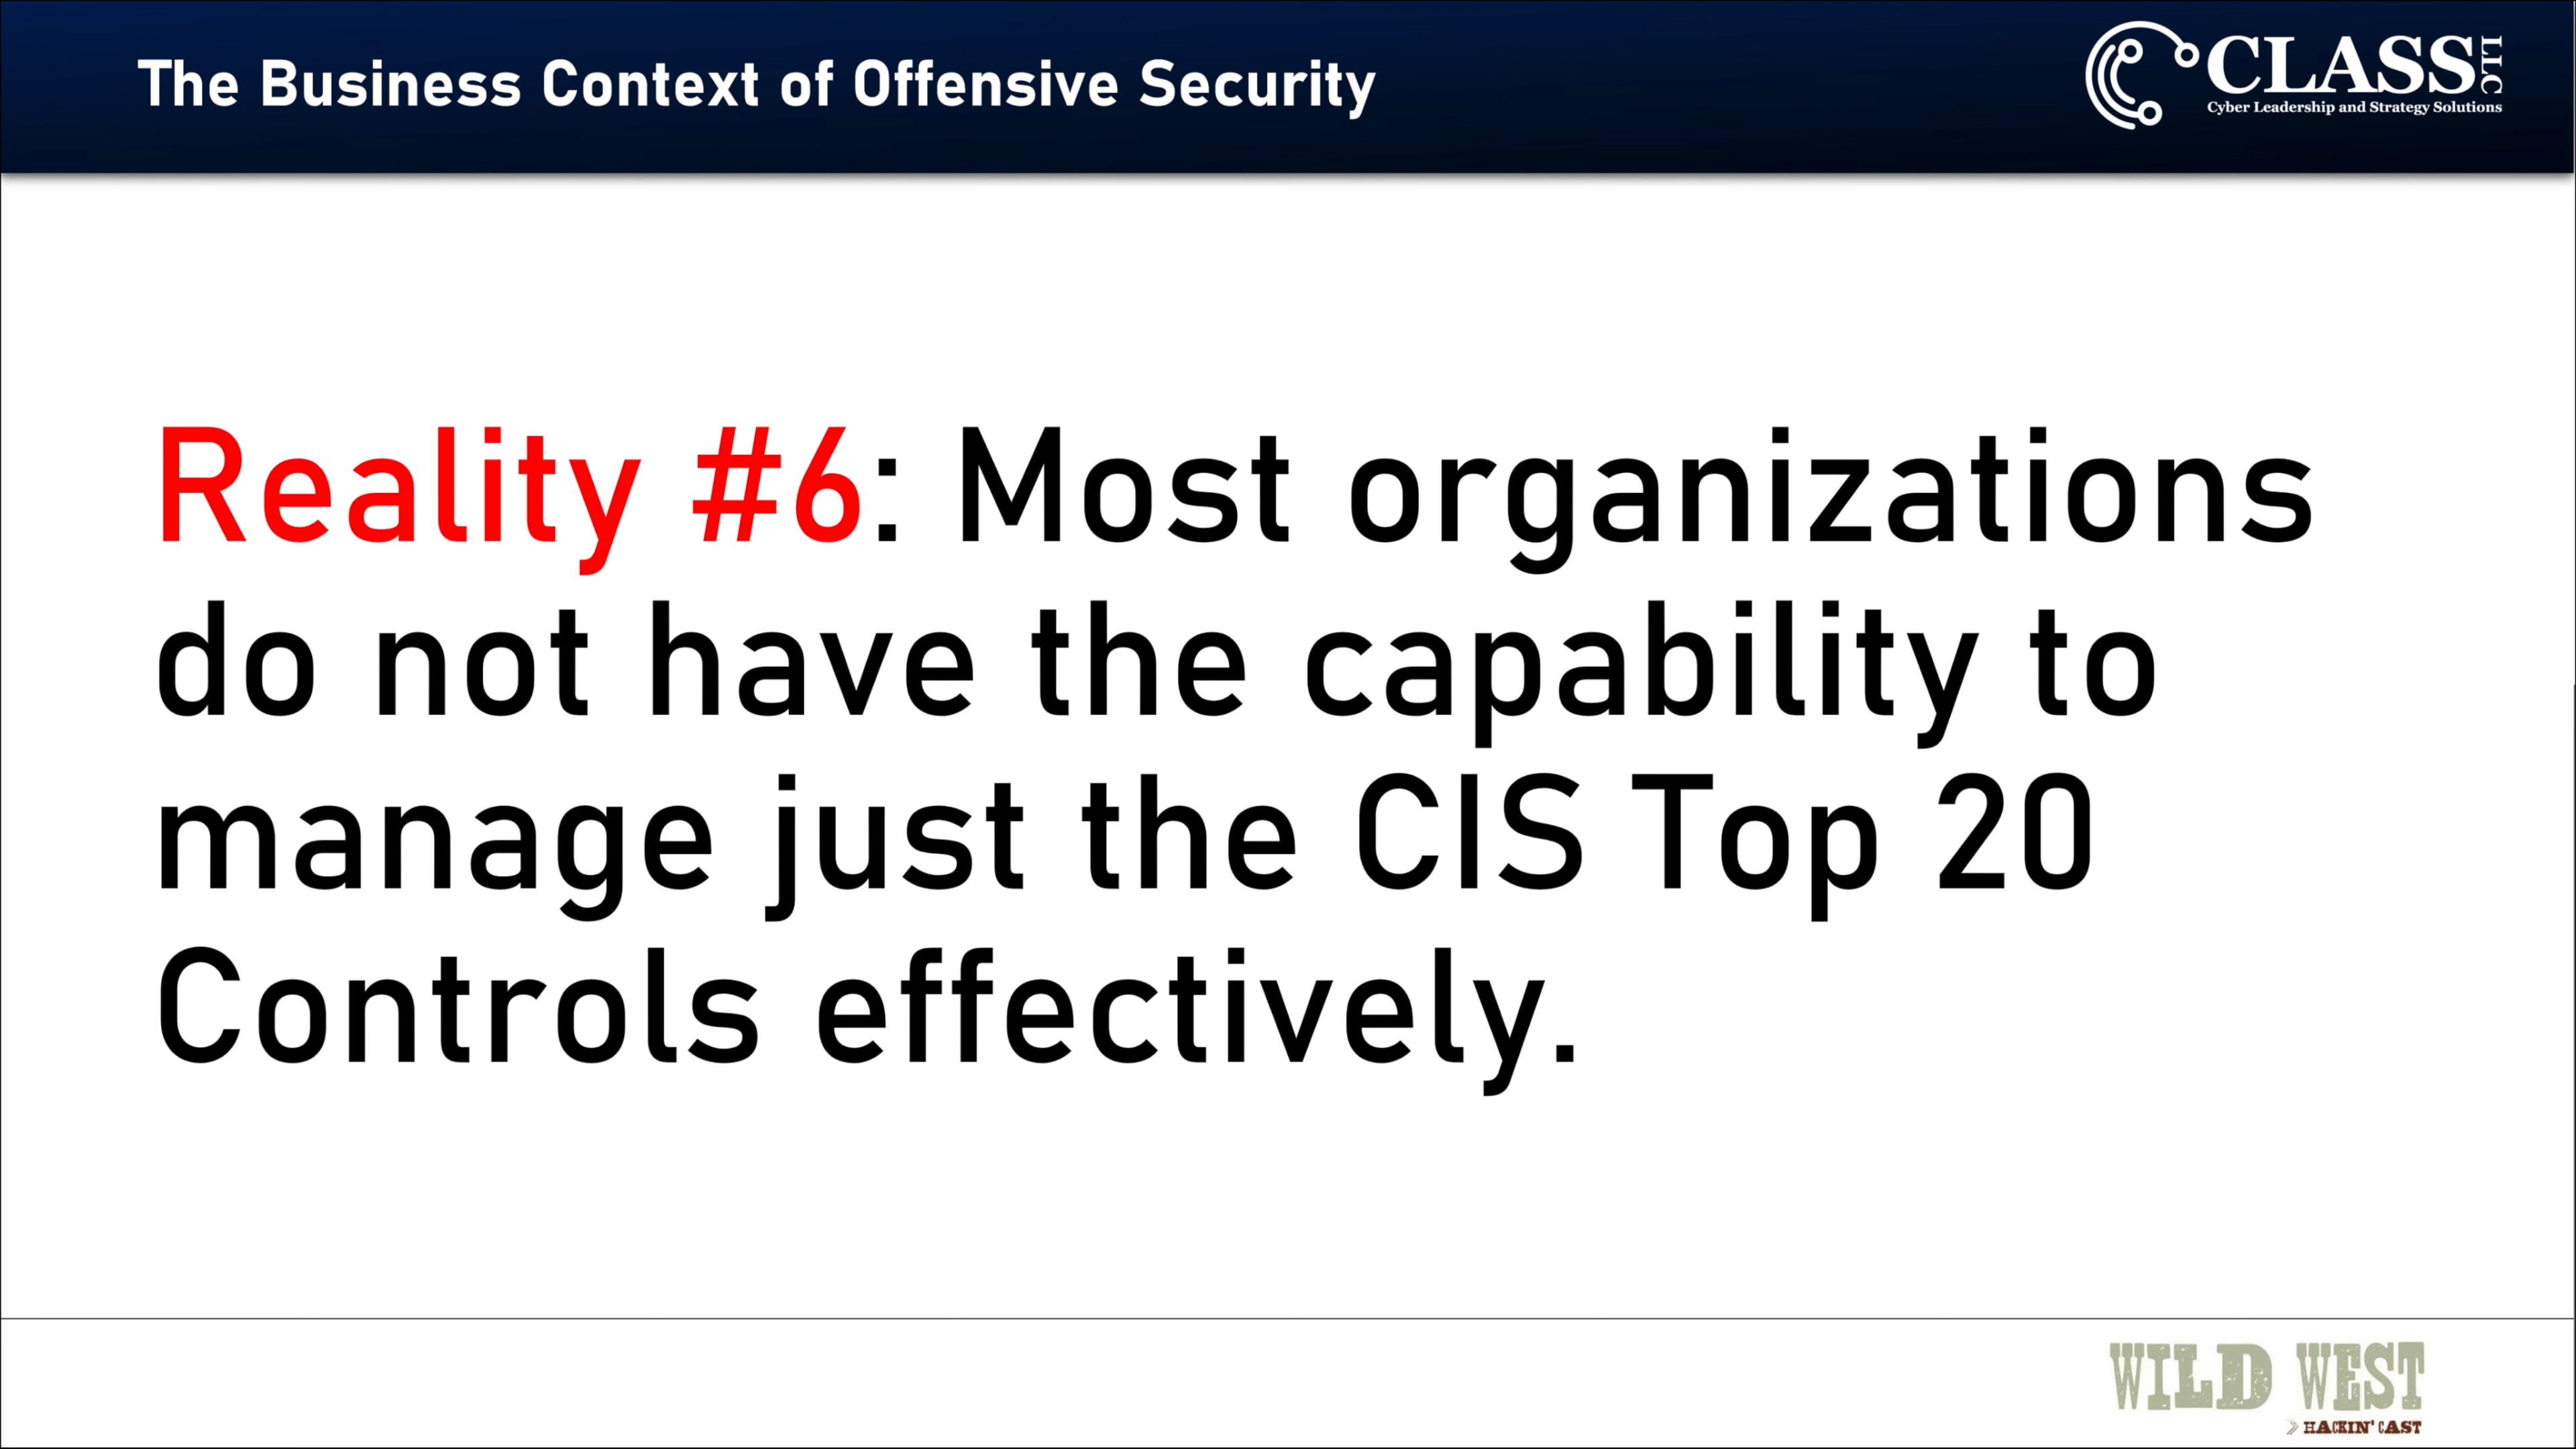 The Business Context of Offensive Security
CLASS LLC
Cyber Leadership and Strategy Solutions
Reality #6: Most organizations
do not have the capability to
manage just the CIS Top 20
Controls effectively.
WILD WEST
HACKIN' CAST